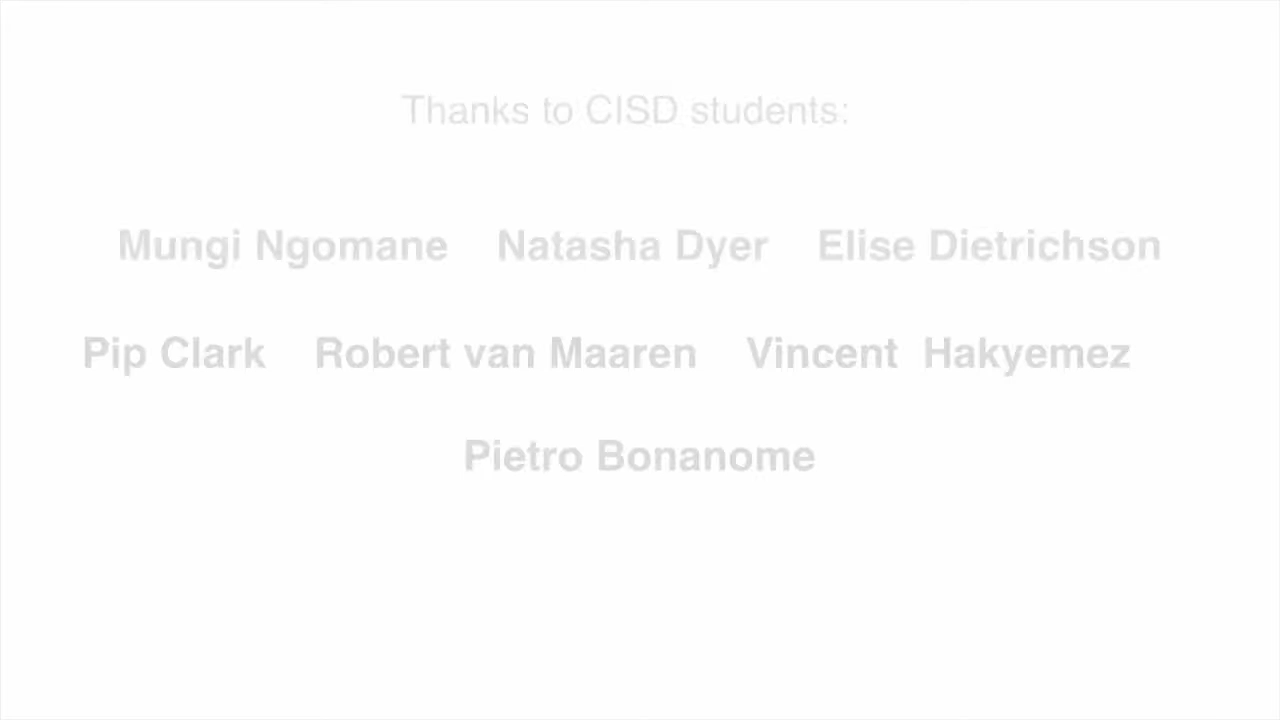 Thanks to CISD students:
Mungi Ngomane Natasha Dyer Elise Dietrichson
Pip Clark Robert van Maaren Vincent Hakyemez
Pietro Bonanome